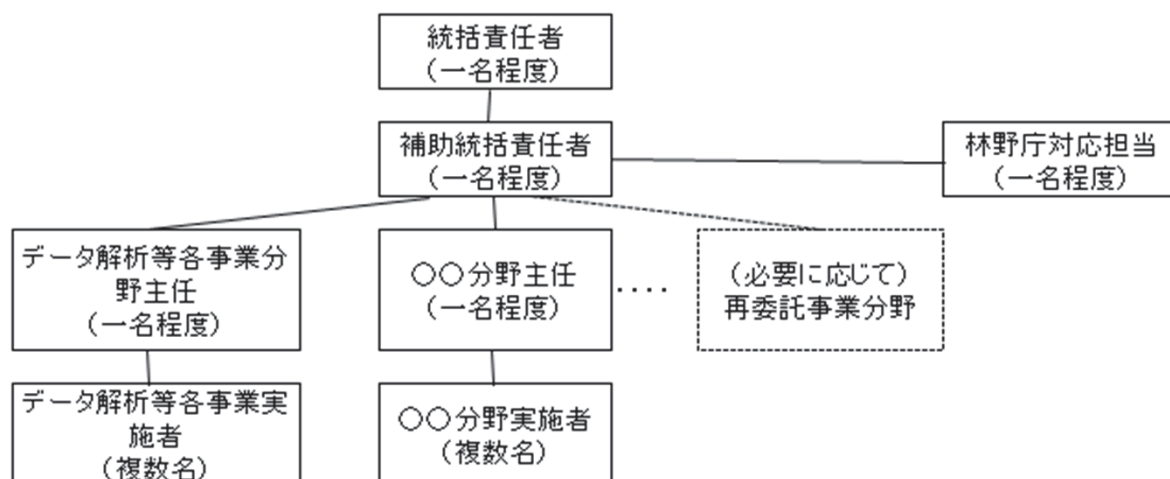 統括責任者
(一名程度)
補助統括責任者
(一名程度)
林野庁対応担当
(一名程度)
データ解析等各事業分
野主任
(一名程度)
〇〇分野主任
(一名程度)
・・・・
(必要に応じて)
再委託事業分野
データ解析等各事業実
施者
(複数名)
〇〇分野実施者
(複数名)